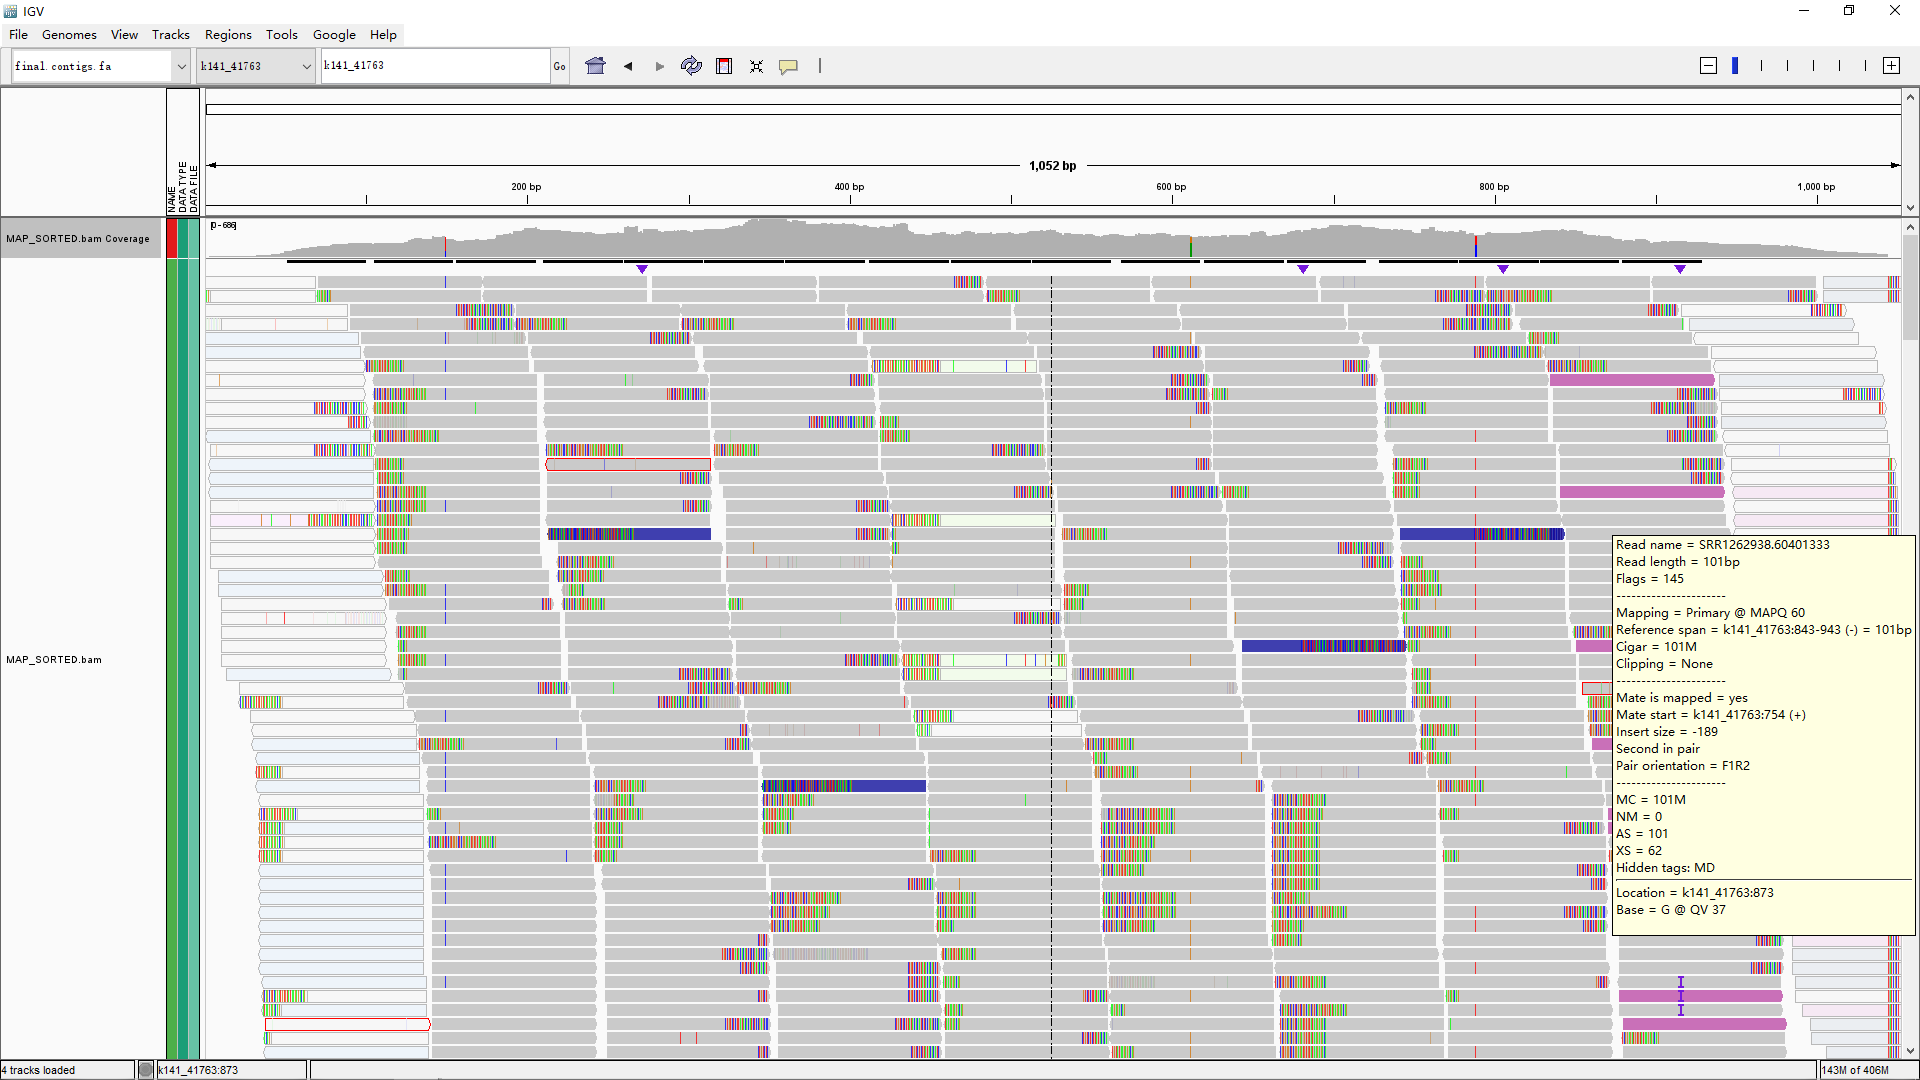 IGV
File Genomes View Tracks Regions Tools Google Help
final.contigs.fa k141_41763 k141_41763 Go
NAME
DATA TYPE
DATA FILE
1,052 bp
200 bp 400 bp 600 bp 800 bp 1,000 bp
[0 - 686]
MAP_SORTED.bam Coverage
MAP_SORTED.bam
Read name = SRR1262938.60401333
Read length = 101bp
Flags = 145
----------------------
Mapping = Primary @ MAPQ 60
Reference span = k141_41763:843-943 (-) = 101bp
Cigar = 101M
Clipping = None
----------------------
Mate is mapped = yes
Mate start = k141_41763:754 (+)
Insert size = -189
Second in pair
Pair orientation = F1R2
----------------------
MC = 101M
NM = 0
AS = 101
XS = 62
Hidden tags: MD
Location = k141_41763:873
Base = G @ QV 37
4 tracks loaded k141_41763:873 143M of 406M